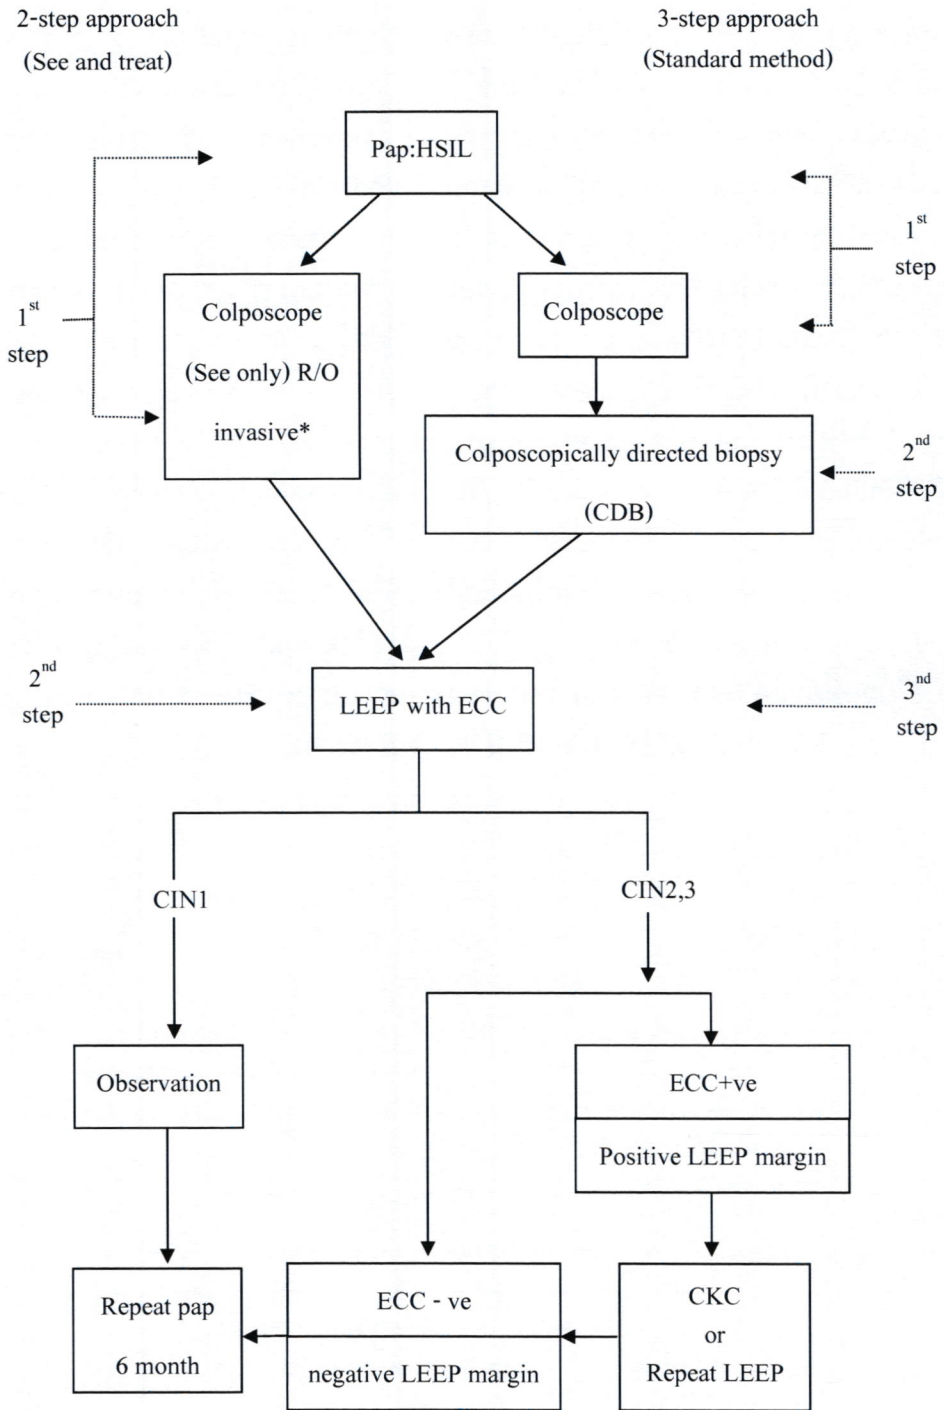 2-step approach
(See and treat)
3-step approach
(Standard method)
Pap:HSIL
1st
step
1st
step
Colposcope
(See only) R/O
invasive*
Colposcope
Colposcopically directed biopsy
(CDB)
2nd
step
2nd
step
LEEP with ECC
3nd
step
CIN1
CIN2,3
Observation
ECC+ve
Positive LEEP margin
Repeat pap
6 month
ECC - ve
negative LEEP margin
CKC
or
Repeat LEEP